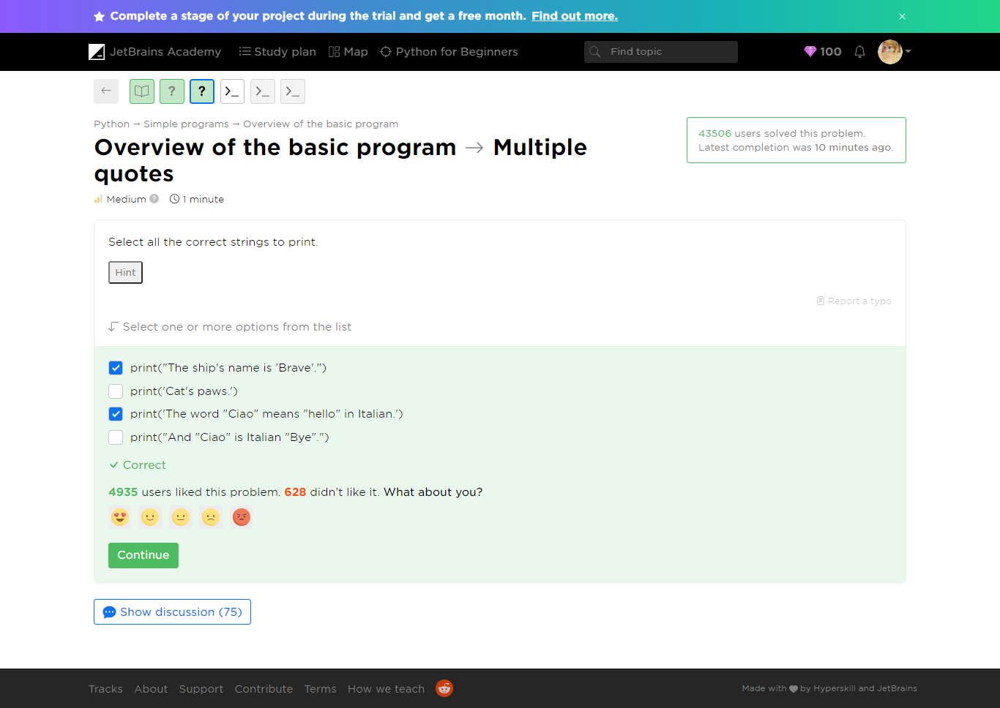 Complete a stage of your project during the trial and get a free month. Find out more.
JetBrains Academy Study plan Map Python for Beginners Find topic 100
Python → Simple programs → Overview of the basic program
Overview of the basic program → Multiple
quotes
43506 users solved this problem.
Latest completion was 10 minutes ago.
Medium ? 1 minute
Select all the correct strings to print.
Hint
Report a typo
Select one or more options from the list
print("The ship's name is 'Brave'.")
print('Cat's paws.')
print('The word "Ciao" means "hello" in Italian.')
print("And "Ciao" is Italian "Bye".")
Correct
4935 users liked this problem. 628 didn't like it. What about you?
Continue
Show discussion (75)
Tracks About Support Contribute Terms How we teach
Made with by Hyperskill and JetBrains